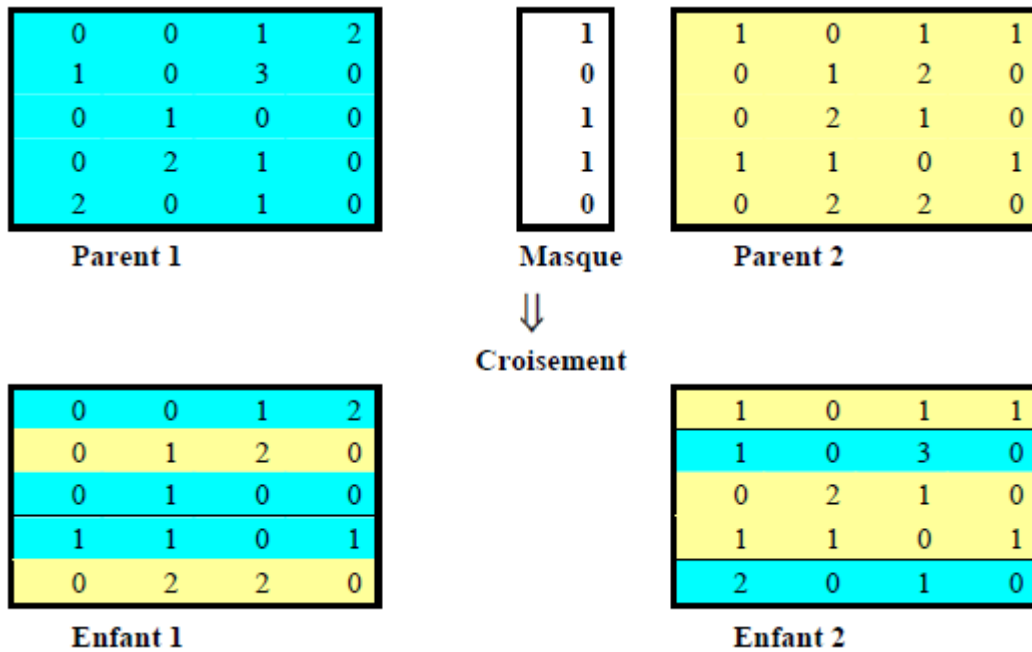 0 0 1 2 1 1 0 1 1
1 0 3 0 0 0 1 2 0
0 1 0 0 1 0 2 1 0
0 2 1 0 1 1 1 0 1
2 0 1 0 0 0 2 2 0
Parent 1 Masque Parent 2
⇓
Croisement
0 0 1 2 1 0 1 1
0 1 2 0 1 0 3 0
0 1 0 0 0 2 1 0
1 1 0 1 1 1 0 1
0 2 2 0 2 0 1 0
Enfant 1 Enfant 2